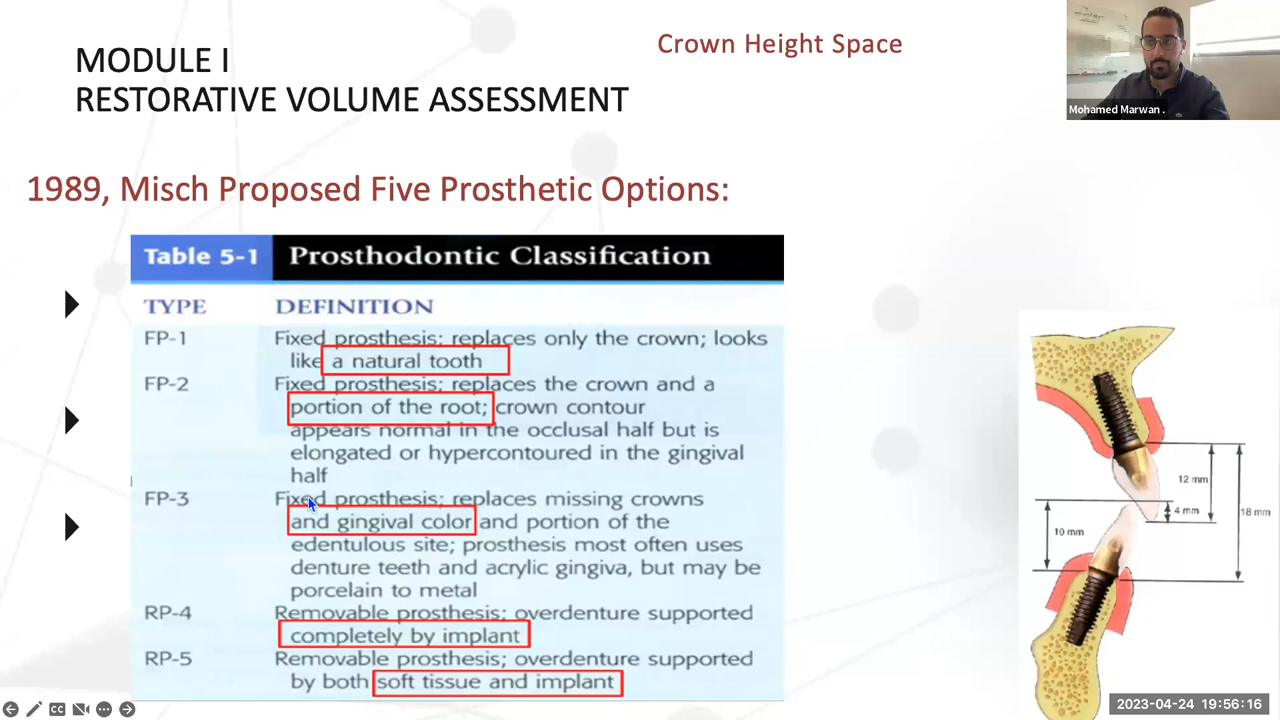 MODULE I
RESTORATIVE VOLUME ASSESSMENT
Crown Height Space
Mohamed Marwan .
1989, Misch Proposed Five Prosthetic Options:
Table 5-1 Prosthodontic Classification
TYPE DEFINITION
FP-1 Fixed prosthesis; replaces only the crown; looks
like a natural tooth
FP-2 Fixed prosthesis; replaces the crown and a
portion of the root; crown contour
appears normal in the occlusal half but is
elongated or hypercontoured in the gingival
half
FP-3 Fixed prosthesis; replaces missing crowns
and gingival color and portion of the
edentulous site; prosthesis most often uses
denture teeth and acrylic gingiva, but may be
porcelain to metal
RP-4 Removable prosthesis; overdenture supported
completely by implant
RP-5 Removable prosthesis; overdenture supported
by both soft tissue and implant
12 mm
4 mm
18 mm
10 mm
CC
2023-04-24 19:56:16